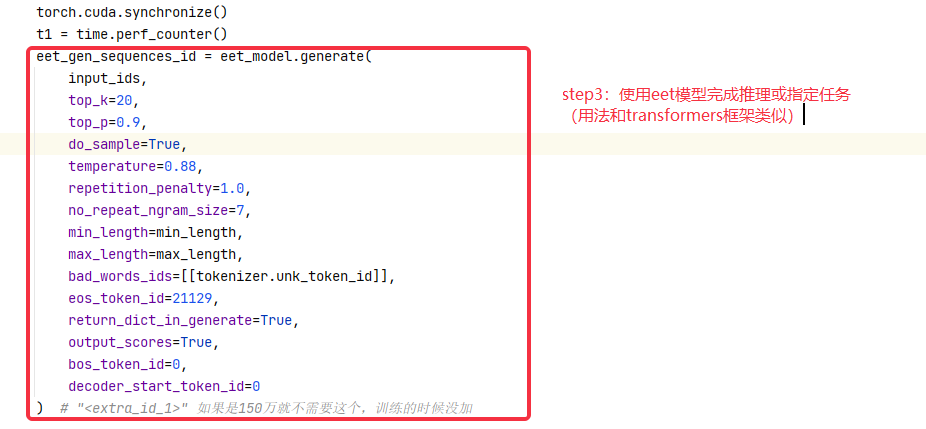 torch.cuda.synchronize()
t1 = time.perf_counter()
eet_gen_sequences_id = eet_model.generate(
input_ids,
top_k=20,
top_p=0.9,
do_sample=True,
temperature=0.88,
repetition_penalty=1.0,
no_repeat_ngram_size=7,
min_length=min_length,
max_length=max_length,
bad_words_ids=[[tokenizer.unk_token_id]],
eos_token_id=21129,
return_dict_in_generate=True,
output_scores=True,
bos_token_id=0,
decoder_start_token_id=0
)  # "<extra_id_1>" 如果是150万就不需要这个，训练的时候没加
step3：使用eet模型完成推理或指定任务
（用法和transformers框架类似）